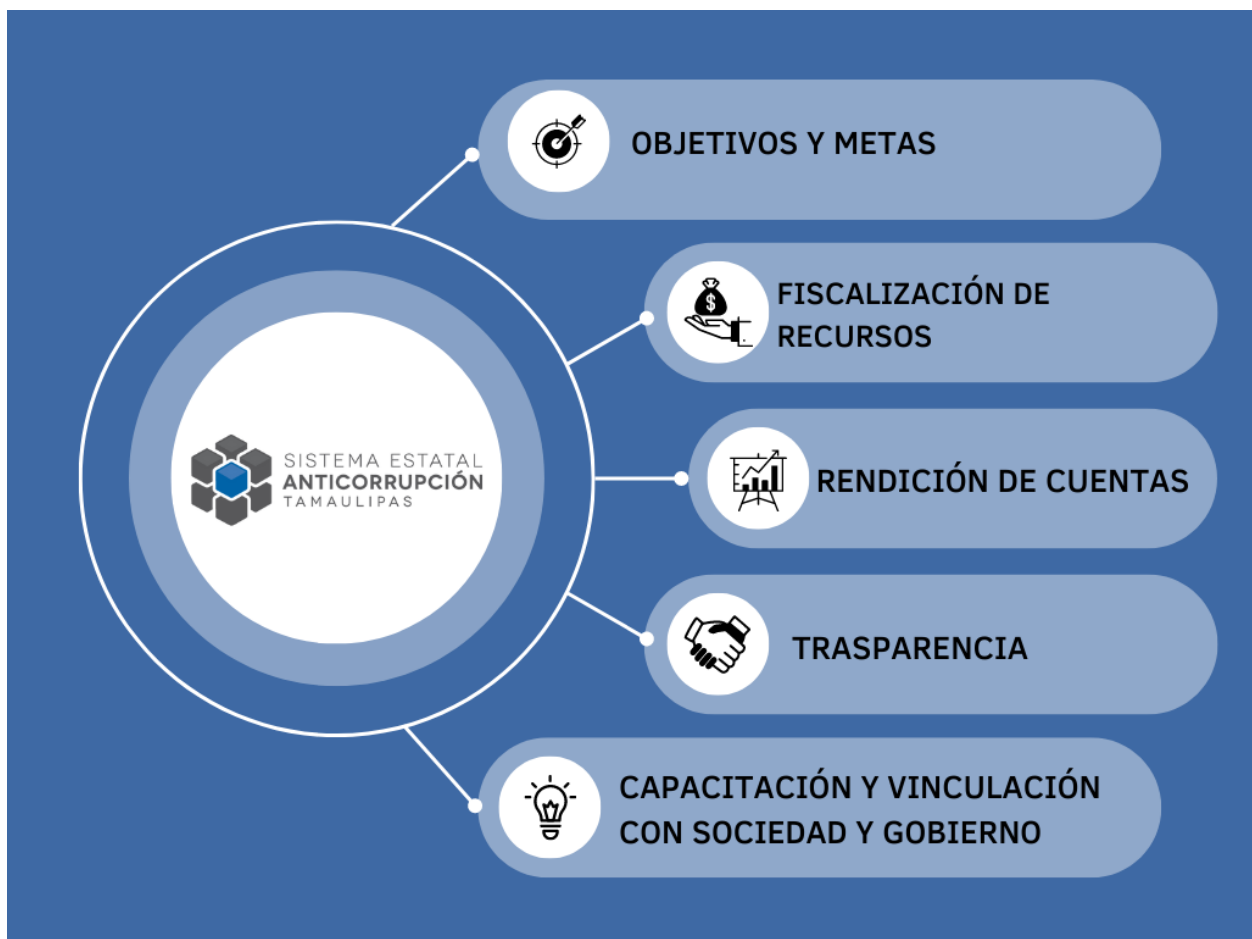 OBJETIVOS Y METAS
FISCALIZACIÓN DE
RECURSOS
SISTEMA ESTATAL
ANTICORRUPCIÓN
TAMAULIPAS
RENDICIÓN DE CUENTAS
TRASPARENCIA
CAPACITACIÓN Y VINCULACIÓN
CON SOCIEDAD Y GOBIERNO